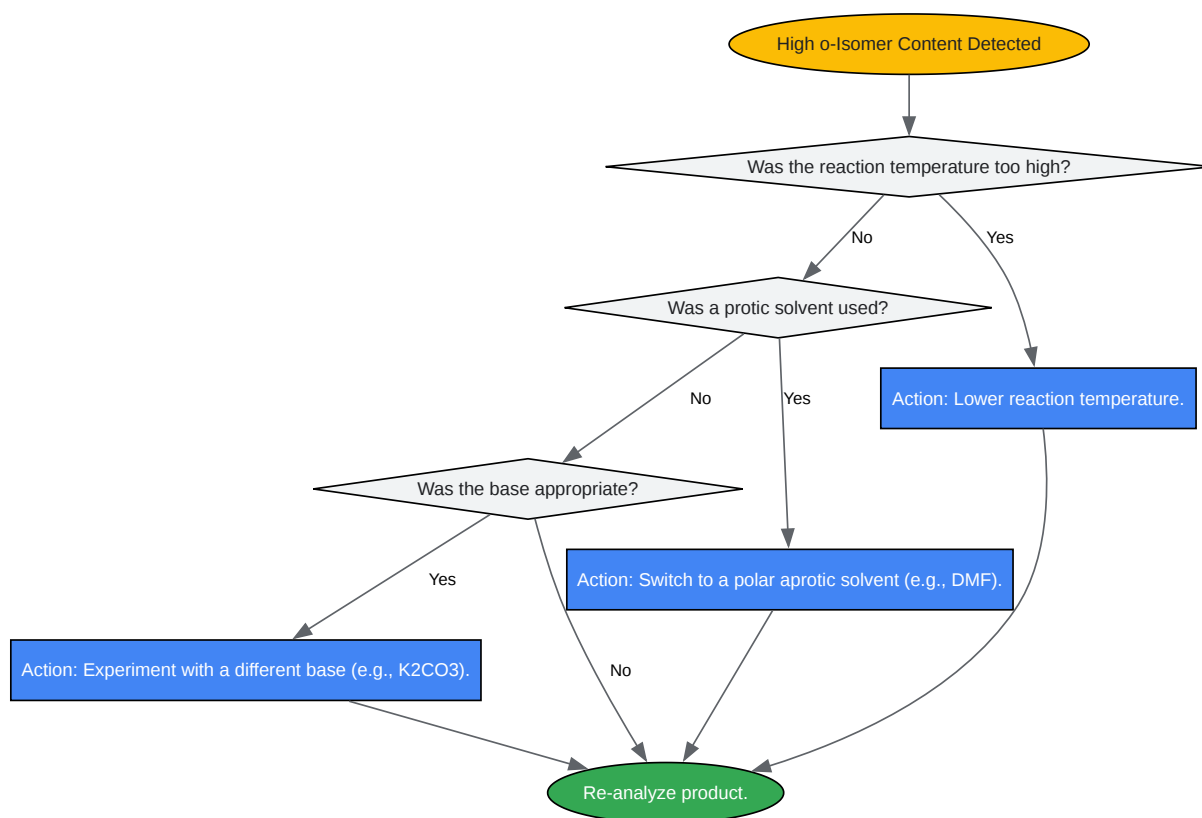 High o-Isomer Content Detected
Was the reaction temperature too high?
No
Yes
Was a protic solvent used?
Action: Lower reaction temperature.
No
Yes
Was the base appropriate?
Action: Switch to a polar aprotic solvent (e.g., DMF).
Yes
No
Action: Experiment with a different base (e.g., K2CO3).
Re-analyze product.